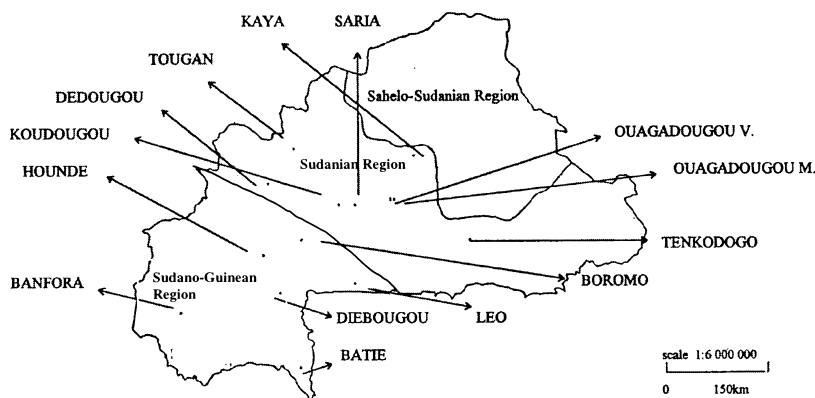 KAYA
SARIA
TOUGAN
DEDOUGOU
KOUDOUGOU
HOUNDE
BANFORA
Sahelo-Sudanian Region
Sudanian Region
Sudano-Guinean
Region
OUAGADOUGOU V.
OUAGADOUGOU M.
TENKODOGO
BOROMO
LEO
DIEBOUGOU
BATIE
scale 1:6 000 000
0 150km